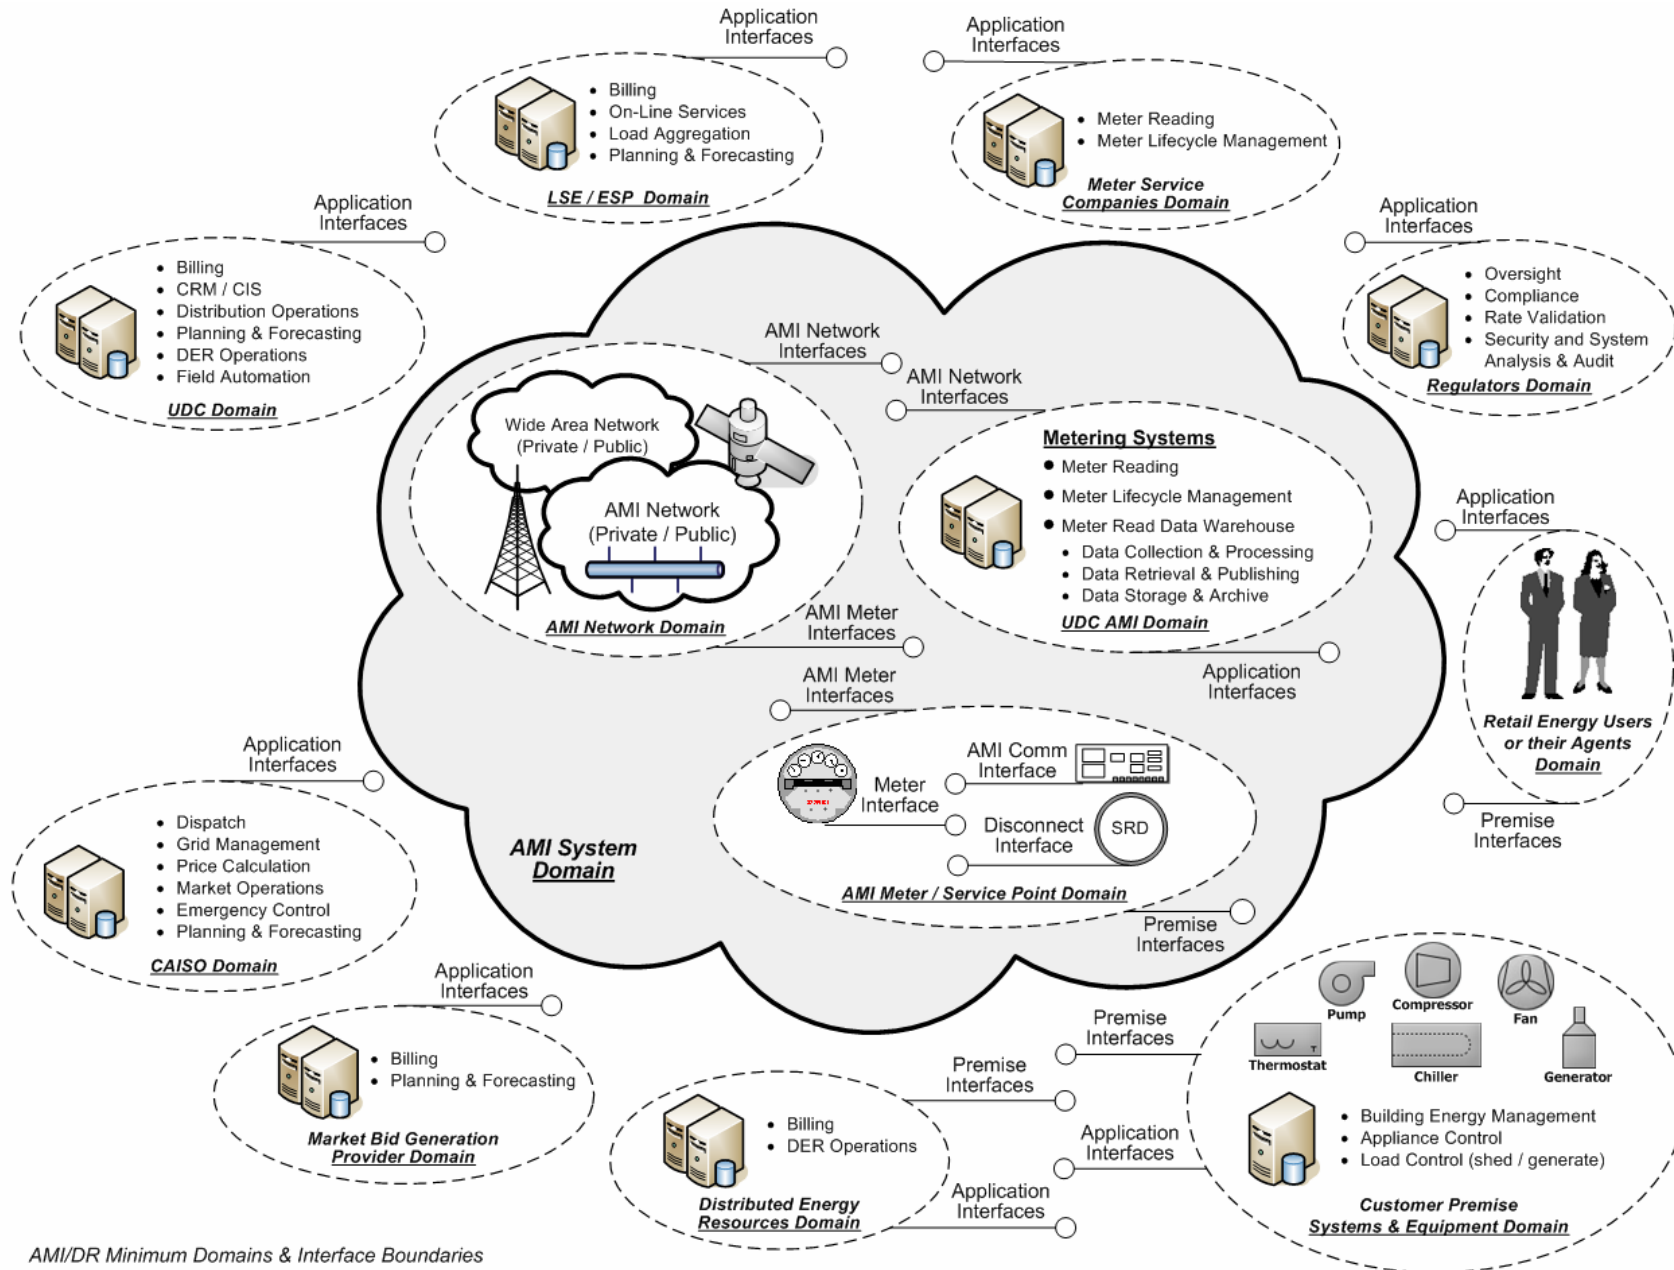 Application
Interfaces
• Billing
• On-Line Services
• Load Aggregation
• Planning & Forecasting
LSE / ESP Domain
Application
Interfaces
• Meter Reading
• Meter Lifecycle Management
Meter Service
Companies Domain
Application
Interfaces
• Billing
• CRM / CIS
• Distribution Operations
• Planning & Forecasting
• DER Operations
• Field Automation
UDC Domain
Application
Interfaces
• Oversight
• Compliance
• Rate Validation
• Security and System
Analysis & Audit
Regulators Domain
AMI Network
Interfaces
Wide Area Network
(Private / Public)
AMI Network
(Private / Public)
AMI Network Domain
AMI Meter
Interfaces
AMI Network
Interfaces
Metering Systems
• Meter Reading
• Meter Lifecycle Management
• Meter Read Data Warehouse
• Data Collection & Processing
• Data Retrieval & Publishing
• Data Storage & Archive
UDC AMI Domain
Application
Interfaces
Application
Interfaces
Retail Energy Users
or their Agents
Domain
Premise
Interfaces
AMI Meter
Interfaces
AMI Comm
Interface
Meter
Interface
Disconnect
Interface
SRD
AMI Meter / Service Point Domain
Premise
Interfaces
AMI System
Domain
Application
Interfaces
• Dispatch
• Grid Management
• Price Calculation
• Market Operations
• Emergency Control
• Planning & Forecasting
CAISO Domain
Application
Interfaces
• Billing
• Planning & Forecasting
Market Bid Generation
Provider Domain
Premise
Interfaces
• Billing
• DER Operations
Distributed Energy
Resources Domain
Application
Interfaces
Premise
Interfaces
Application
Interfaces
Pump
Compressor
Fan
Thermostat
Chiller
Generator
• Building Energy Management
• Appliance Control
• Load Control (shed / generate)
Customer Premise
Systems & Equipment Domain
AMI/DR Minimum Domains & Interface Boundaries